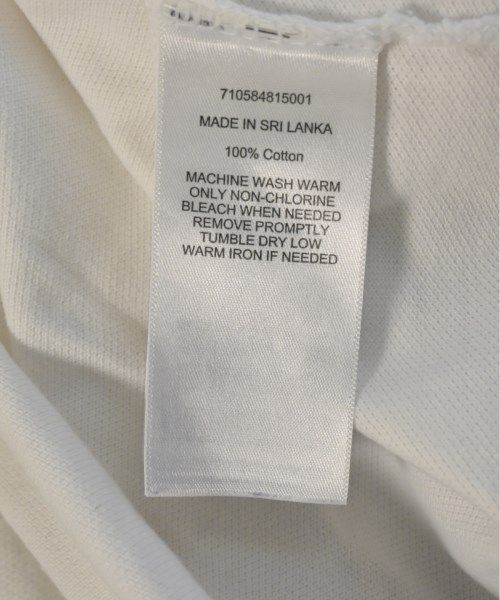 710584815001
MADE IN SRI LANKA
100% Cotton
MACHINE WASH WARM
ONLY NON-CHLORINE
BLEACH WHEN NEEDED
REMOVE PROMPTLY
TUMBLE DRY LOW
WARM IRON IF NEEDED